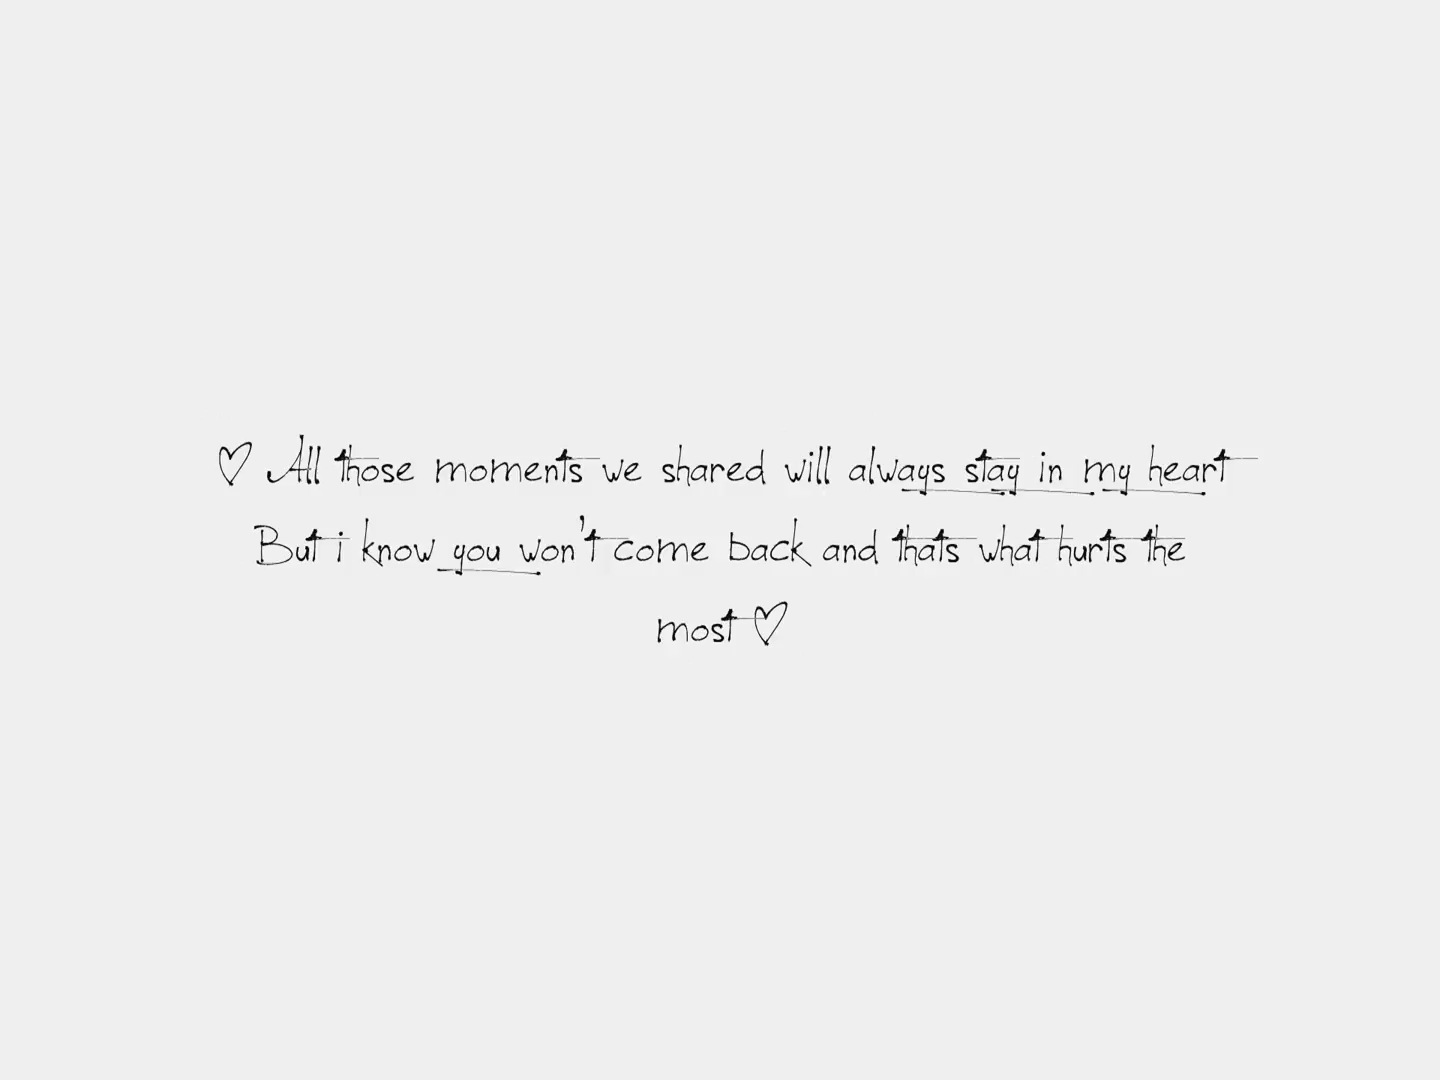 ♡ All those moments we shared will always stay in my heart
But i know you won't come back and thats what hurts the
most ♡